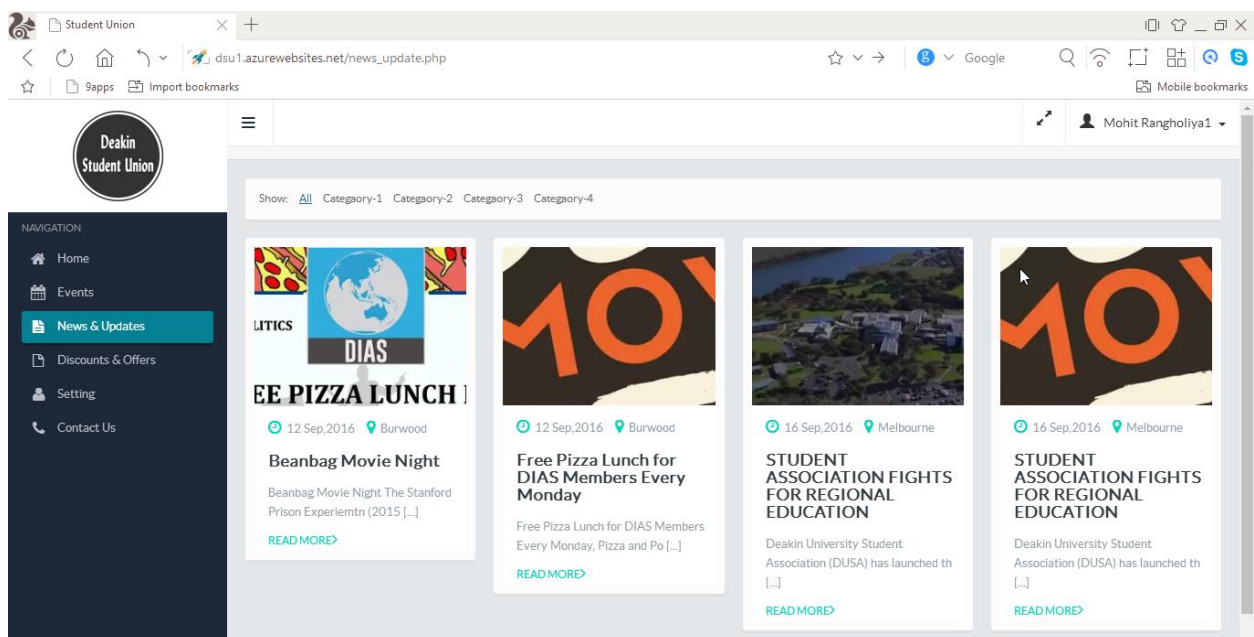 Student Union
dsu1.azurewebsites.net/news_update.php
Google
9apps
Import bookmarks
Mobile bookmarks
Deakin
Student Union
Mohit Rangholiya1
NAVIGATION
Home
Events
News & Updates
Discounts & Offers
Setting
Contact Us
Show: All Categaory-1 Categaory-2 Categaory-3 Categaory-4
LITICS
DIAS
EE PIZZA LUNCH
12 Sep,2016 Burwood
Beanbag Movie Night
Beanbag Movie Night The Stanford
Prison Experiemtn (2015 [...]
READ MORE>
MOV
12 Sep,2016 Burwood
Free Pizza Lunch for
DIAS Members Every
Monday
Free Pizza Lunch for DIAS Members
Every Monday, Pizza and Po [...]
READ MORE>
16 Sep,2016 Melbourne
STUDENT
ASSOCIATION FIGHTS
FOR REGIONAL
EDUCATION
Deakin University Student
Association (DUSA) has launched th
[...]
READ MORE>
MOV
16 Sep,2016 Melbourne
STUDENT
ASSOCIATION FIGHTS
FOR REGIONAL
EDUCATION
Deakin University Student
Association (DUSA) has launched th
[...]
READ MORE>